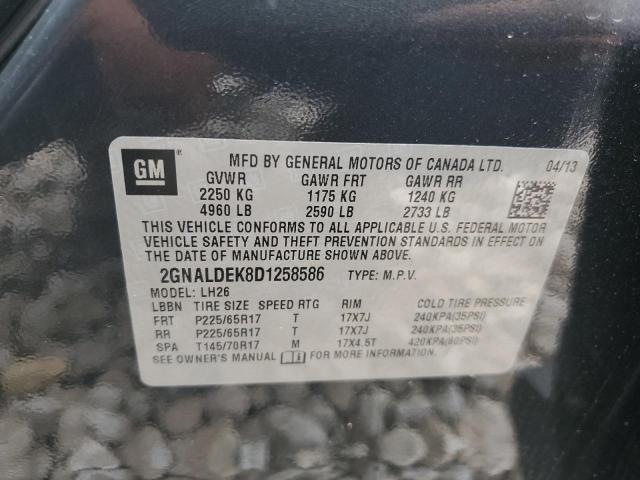 GM
MFD BY GENERAL MOTORS OF CANADA LTD. 04/13
GVWR GAWR FRT GAWR RR
2250 KG 1175 KG 1240 KG
4960 LB 2590 LB 2733 LB
THIS VEHICLE CONFORMS TO ALL APPLICABLE U.S. FEDERAL MOTOR
VEHICLE SAFETY AND THEFT PREVENTION STANDARDS IN EFFECT ON
THE DATE OF MANUFACTURE SHOWN ABOVE.
2GNALDEK8D1258586 TYPE: M.P.V.
MODEL: LH26
LBBN TIRE SIZE SPEED RTG RIM COLD TIRE PRESSURE
FRT P225/65R17 T 17X7J 240KPA(35PSI)
RR P225/65R17 T 17X7J 240KPA(35PSI)
SPA T145/70R17 M 17X4.5T 420KPA(60PSI)
SEE OWNER'S MANUAL FOR MORE INFORMATION.